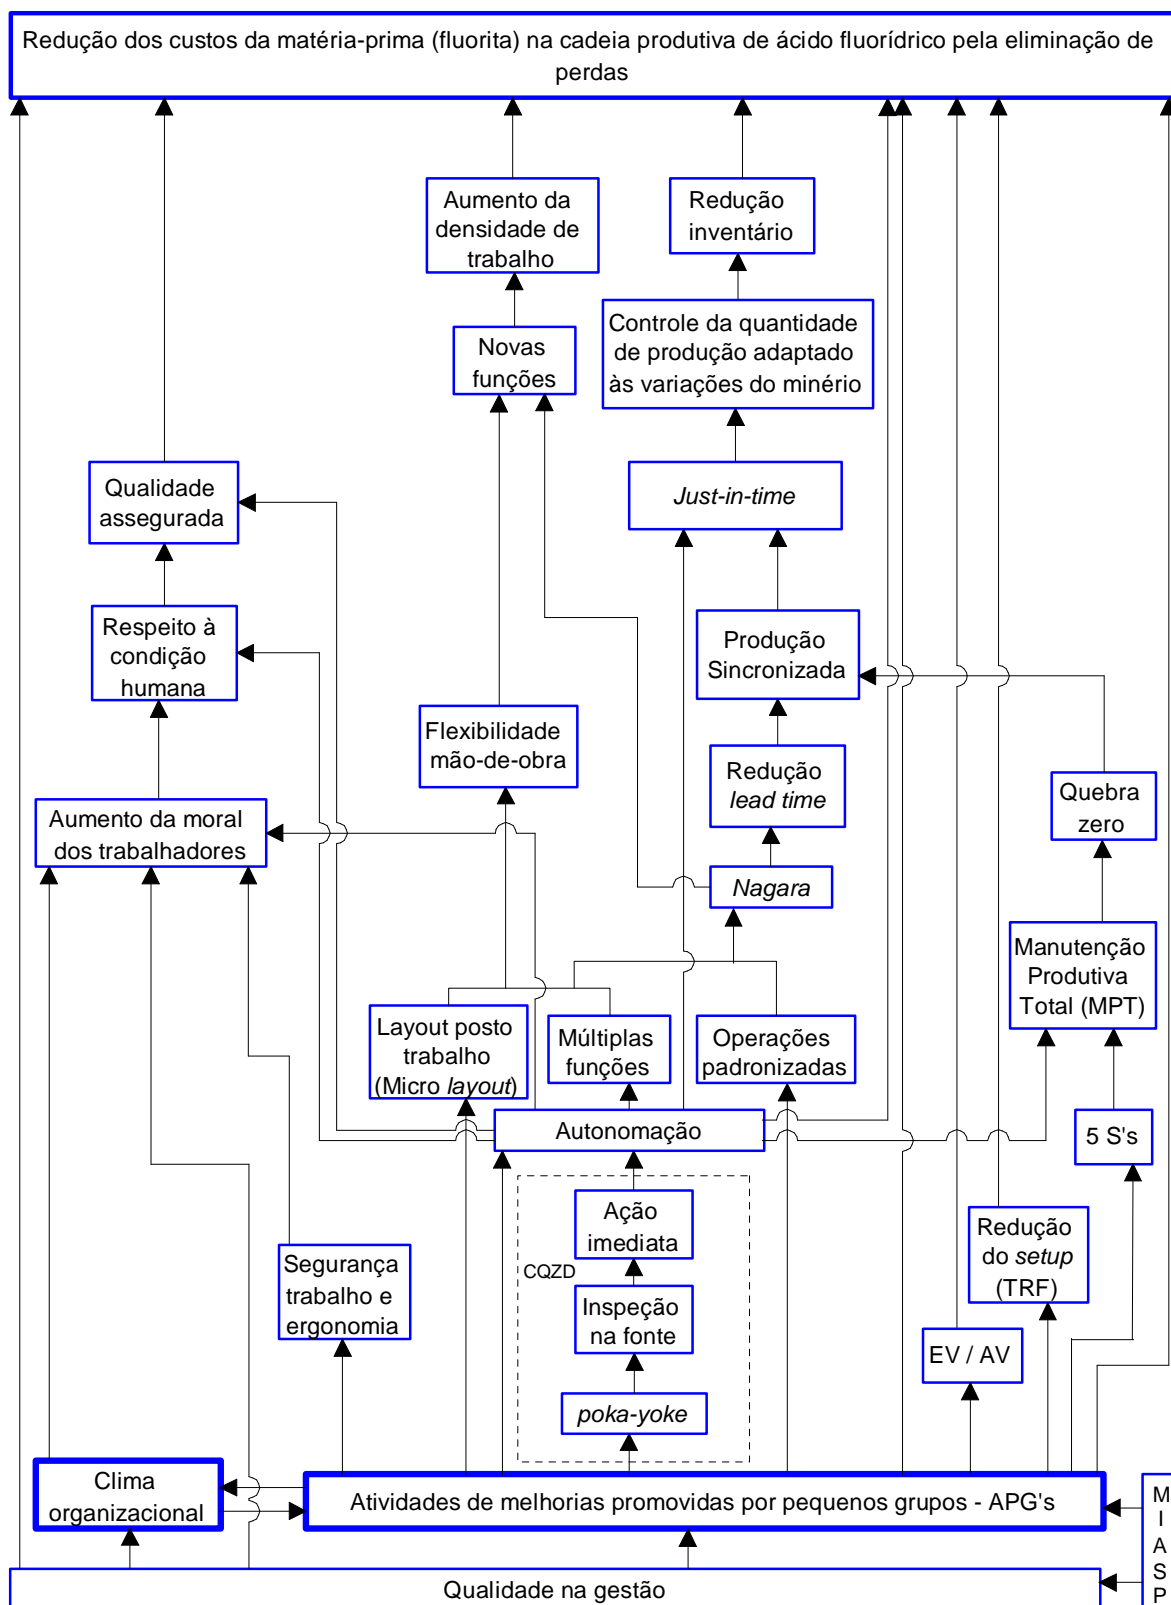 Redução dos custos da matéria-prima (fluorita) na cadeia produtiva de ácido fluorídrico pela eliminação de
perdas
Aumento da
densidade de
trabalho
Redução
inventário
Novas
funções
Controle da quantidade
de produção adaptado
às variações do minério
Qualidade
assegurada
Just-in-time
Respeito à
condição
humana
Produção
Sincronizada
Flexibilidade
mão-de-obra
Redução
lead time
Quebra
zero
Aumento da moral
dos trabalhadores
Nagara
Manutenção
Produtiva
Total (MPT)
Layout posto
trabalho
(Micro layout)
Múltiplas
funções
Operações
padronizadas
Autonomação
5 S's
Ação
imediata
CQZD
Redução
do setup
(TRF)
Segurança
trabalho e
ergonomia
Inspeção
na fonte
EV / AV
poka-yoke
Clima
organizacional
Atividades de melhorias promovidas por pequenos grupos - APG's
M
I
A
S
P
Qualidade na gestão